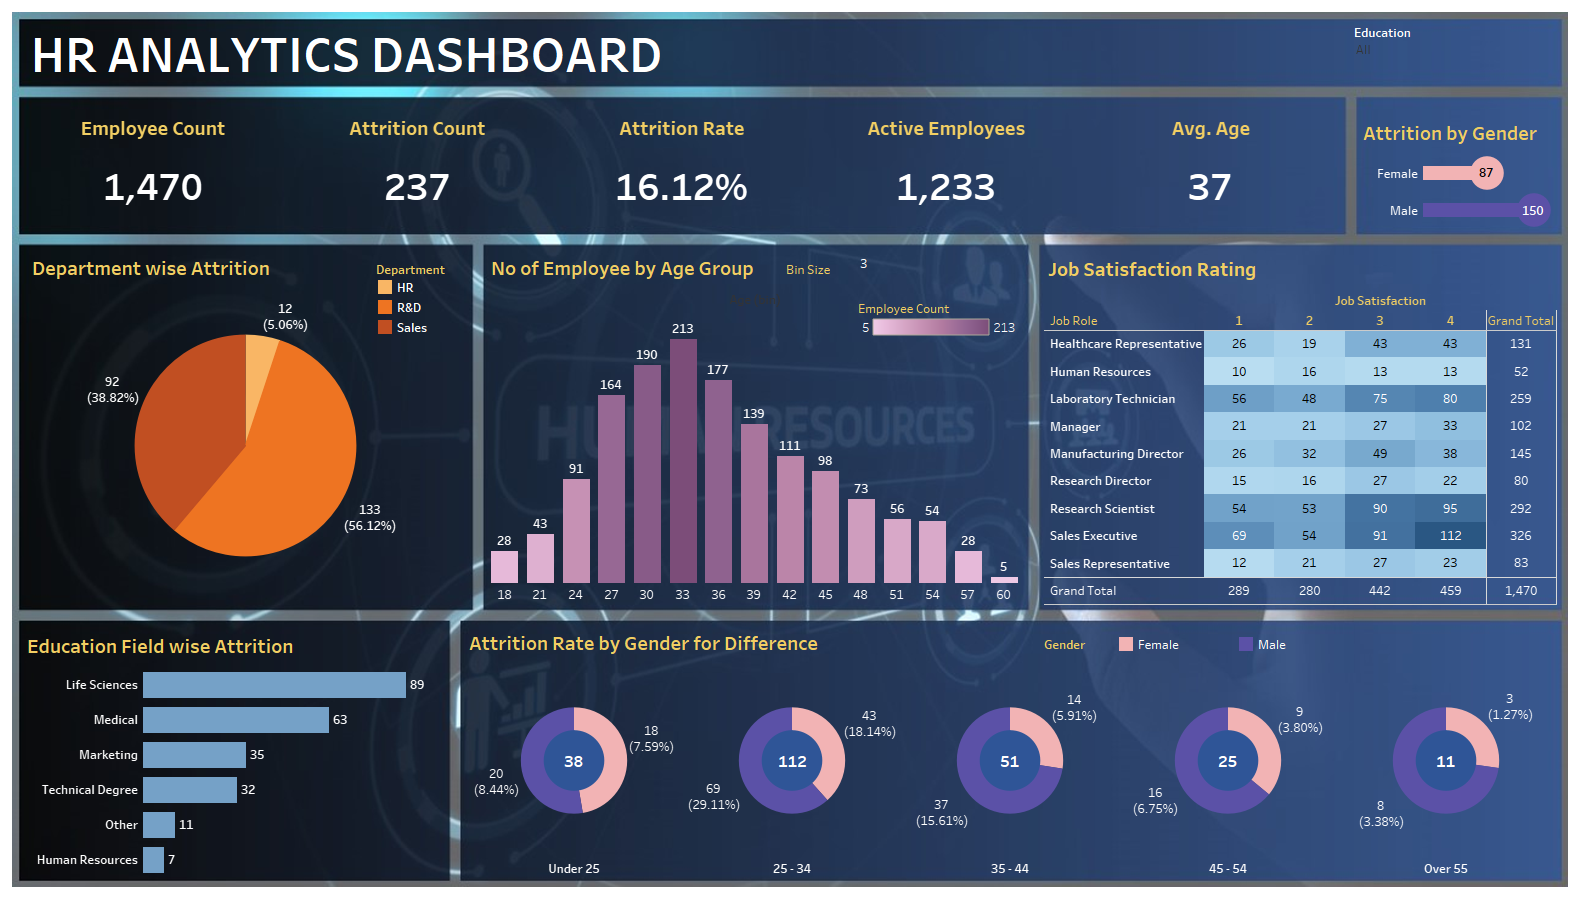 HR ANALYTICS DASHBOARD
Education
All
Employee Count
Attrition Count
Attrition Rate
Active Employees
Avg. Age
1,470
237
16.12%
1,233
37
Attrition by Gender
Female 87
Male 150
Department wise Attrition
Department
HR
R&D
Sales
12
(5.06%)
92
(38.82%)
133
(56.12%)
No of Employee by Age Group
Bin Size
3
Employee Count
5 213
28
43
91
164
190
213
177
139
111
98
73
56
54
28
5
18 21 24 27 30 33 36 39 42 45 48 51 54 57 60
HUMAN RESOURCES
Job Satisfaction Rating
Job Satisfaction
Job Role 1 2 3 4 Grand Total
Healthcare Representative 26 19 43 43 131
Human Resources 10 16 13 13 52
Laboratory Technician 56 48 75 80 259
Manager 21 21 27 33 102
Manufacturing Director 26 32 49 38 145
Research Director 15 16 27 22 80
Research Scientist 54 53 90 95 292
Sales Executive 69 54 91 112 326
Sales Representative 12 21 27 23 83
Grand Total 289 280 442 459 1,470
Education Field wise Attrition
Life Sciences 89
Medical 63
Marketing 35
Technical Degree 32
Other 11
Human Resources 7
Attrition Rate by Gender for Difference
Gender
Female
Male
38
18
(7.59%)
20
(8.44%)
Under 25
112
43
(18.14%)
69
(29.11%)
25 - 34
51
14
(5.91%)
37
(15.61%)
35 - 44
25
9
(3.80%)
16
(6.75%)
45 - 54
11
3
(1.27%)
8
(3.38%)
Over 55